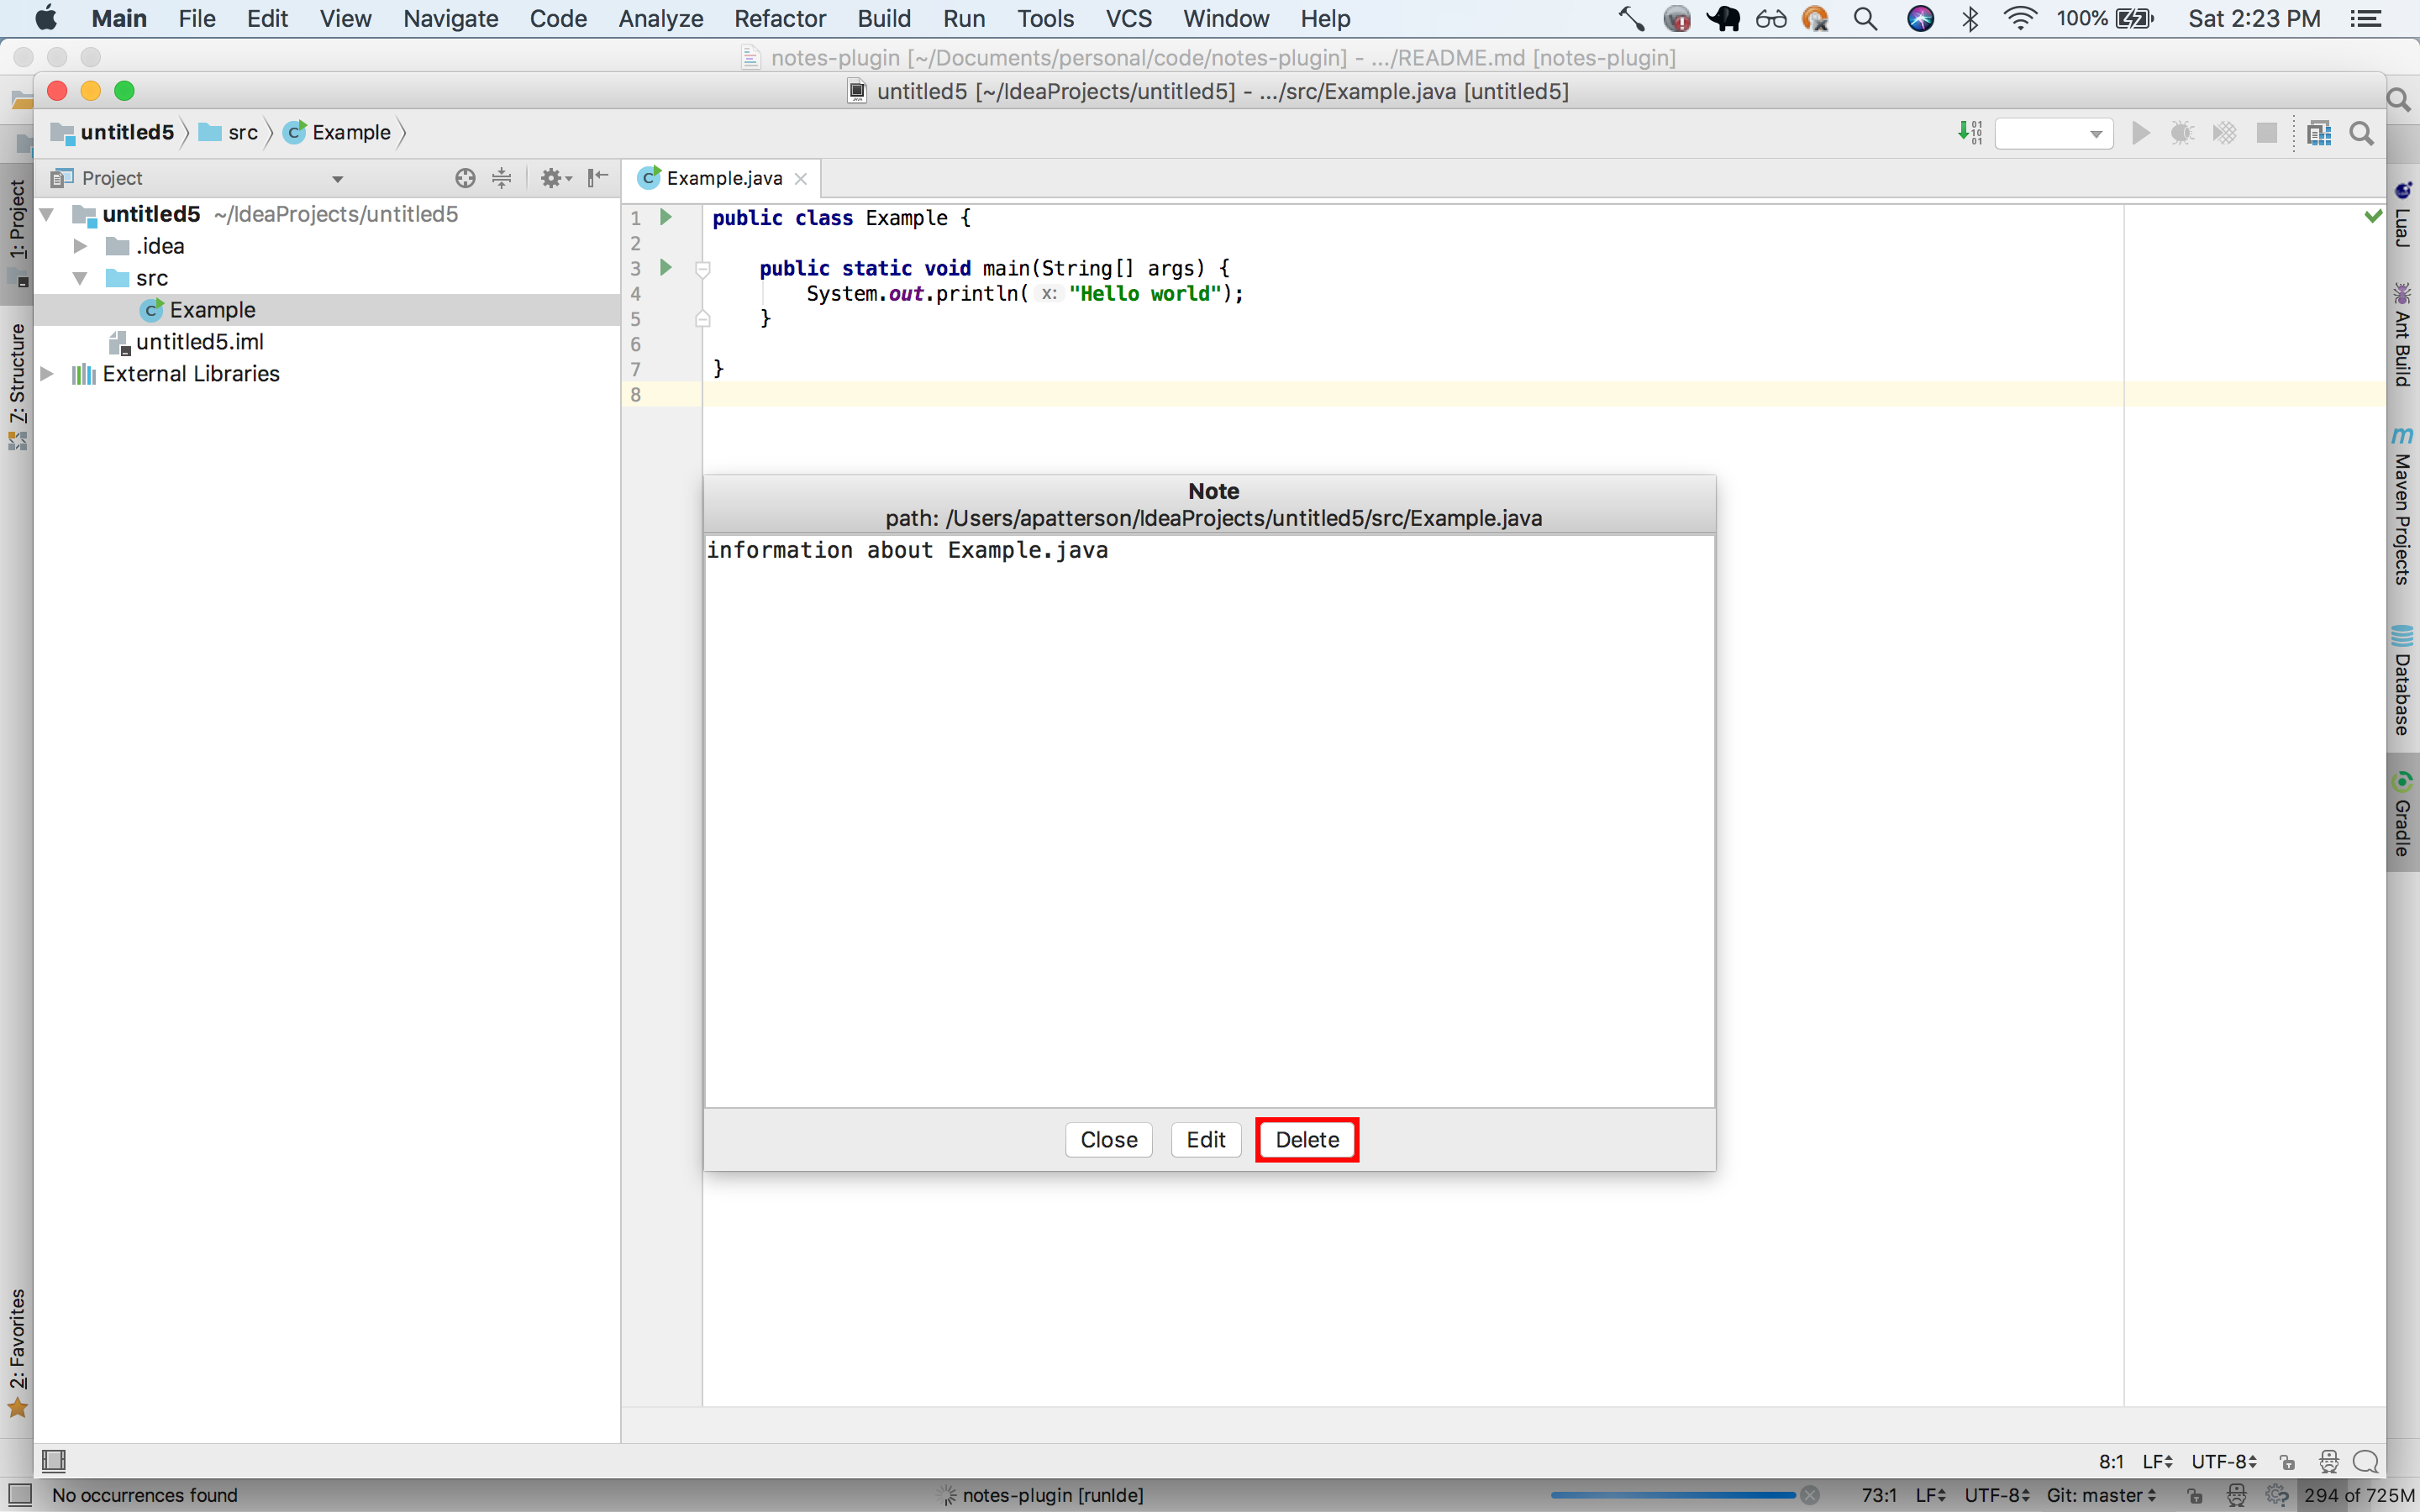 Main File Edit View Navigate Code Analyze Refactor Build Run Tools VCS Window Help 100% Sat 2:23 PM
notes-plugin [~/Documents/personal/code/notes-plugin] - .../README.md [notes-plugin]
untitled5 [~/IdeaProjects/untitled5] - .../src/Example.java [untitled5]
untitled5 src Example
Project
Example.java
1: Project
7: Structure
2: Favorites
untitled5 ~/IdeaProjects/untitled5
.idea
src
Example
untitled5.iml
External Libraries
1 public class Example {
2
3 public static void main(String[] args) {
4 System.out.println( x: "Hello world");
5 }
6
7 }
8
Note
path: /Users/apatterson/IdeaProjects/untitled5/src/Example.java
information about Example.java
Close Edit Delete
LuaJ
Ant Build
Maven Projects
Database
Gradle
8:1 LF UTF-8
No occurrences found notes-plugin [runIde] 73:1 LF UTF-8 Git: master 294 of 725M